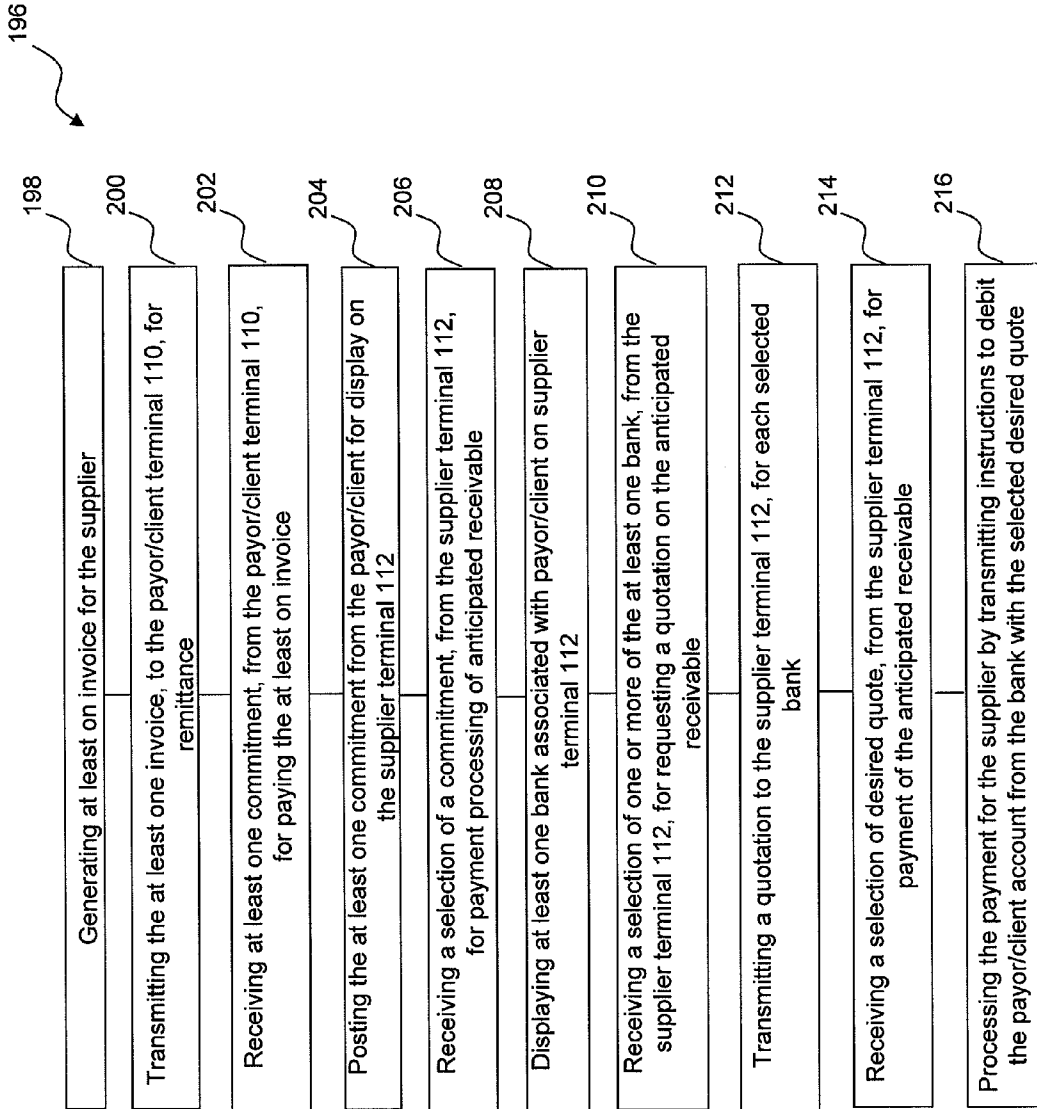 196
198
Generating at least on invoice for the supplier
200
Transmitting the at least one invoice, to the payor/client terminal 110, for
remittance
202
Receiving at least one commitment, from the payor/client terminal 110,
for paying the at least on invoice
204
Posting the at least one commitment from the payor/client for display on
the supplier terminal 112
206
Receiving a selection of a commitment, from the supplier terminal 112,
for payment processing of anticipated receivable
208
Displaying at least one bank associated with payor/client on supplier
terminal 112
210
Receiving a selection of one or more of the at least one bank, from the
supplier terminal 112, for requesting a quotation on the anticipated
receivable
212
Transmitting a quotation to the supplier terminal 112, for each selected
bank
214
Receiving a selection of desired quote, from the supplier terminal 112, for
payment of the anticipated receivable
216
Processing the payment for the supplier by transmitting instructions to debit
the payor/client account from the bank with the selected desired quote